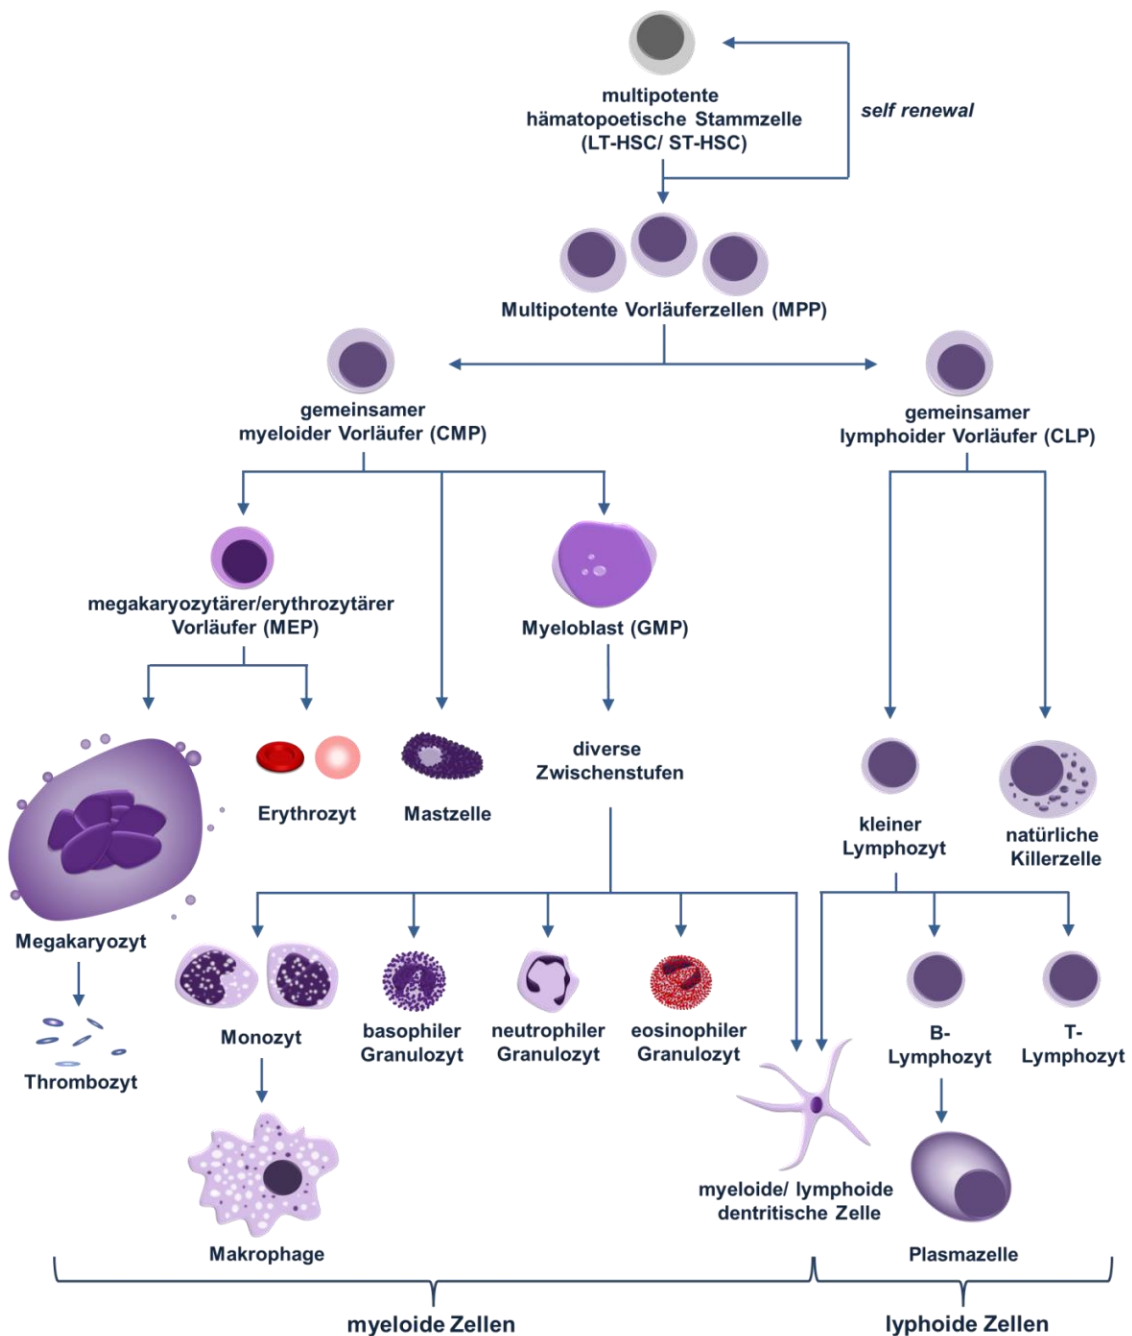 multipotente
hämatopoetische Stammzelle
(LT-HSC/ ST-HSC)
self renewal
Multipotente Vorläuferzellen (MPP)
gemeinsamer
myeloider Vorläufer (CMP)
gemeinsamer
lymphoider Vorläufer (CLP)
megakaryozytärer/erythrozytärer
Vorläufer (MEP)
Myeloblast (GMP)
diverse
Zwischenstufen
Erythrozyt
Mastzelle
kleiner
Lymphozyt
natürliche
Killerzelle
Megakaryozyt
Monozyt
basophiler
Granulozyt
neutrophiler
Granulozyt
eosinophiler
Granulozyt
B-
Lymphozyt
T-
Lymphozyt
Thrombozyt
myeloide/ lymphoide
dentritische Zelle
Makrophage
Plasmazelle
myeloide Zellen
lyphoide Zellen